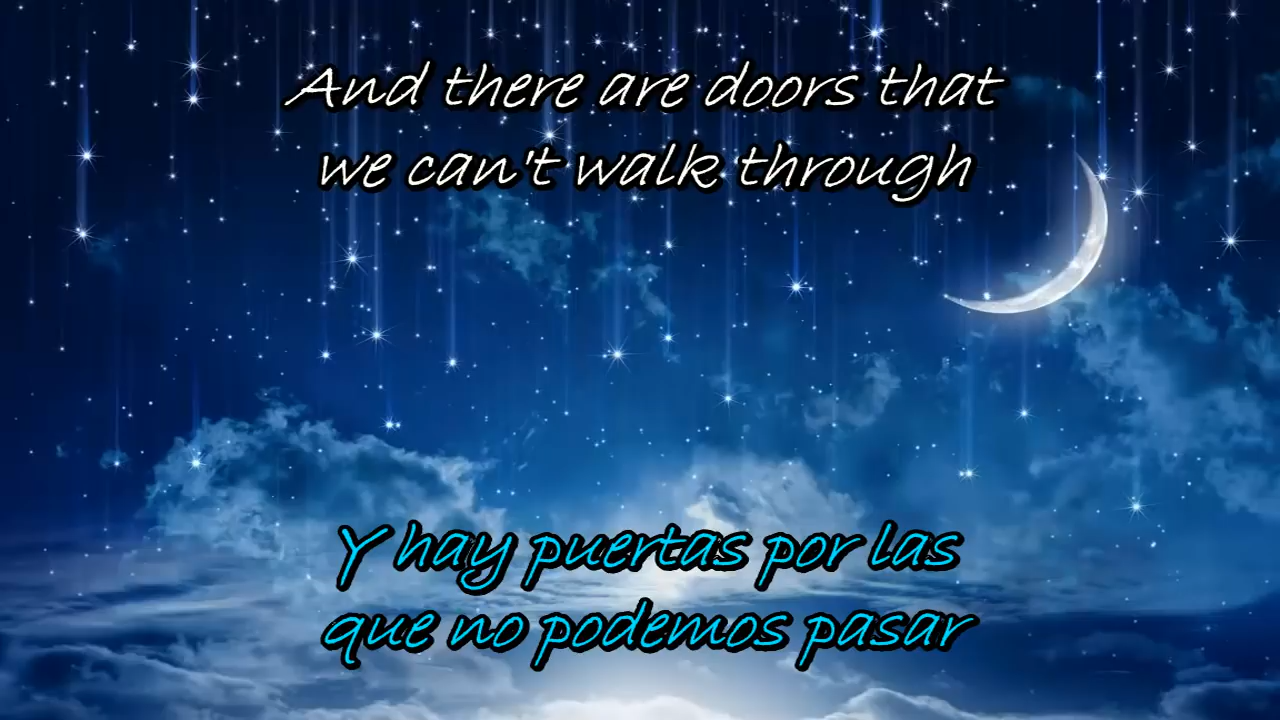 And there are doors that
we can't walk through
Y hay puertas por las
que no podemos pasar